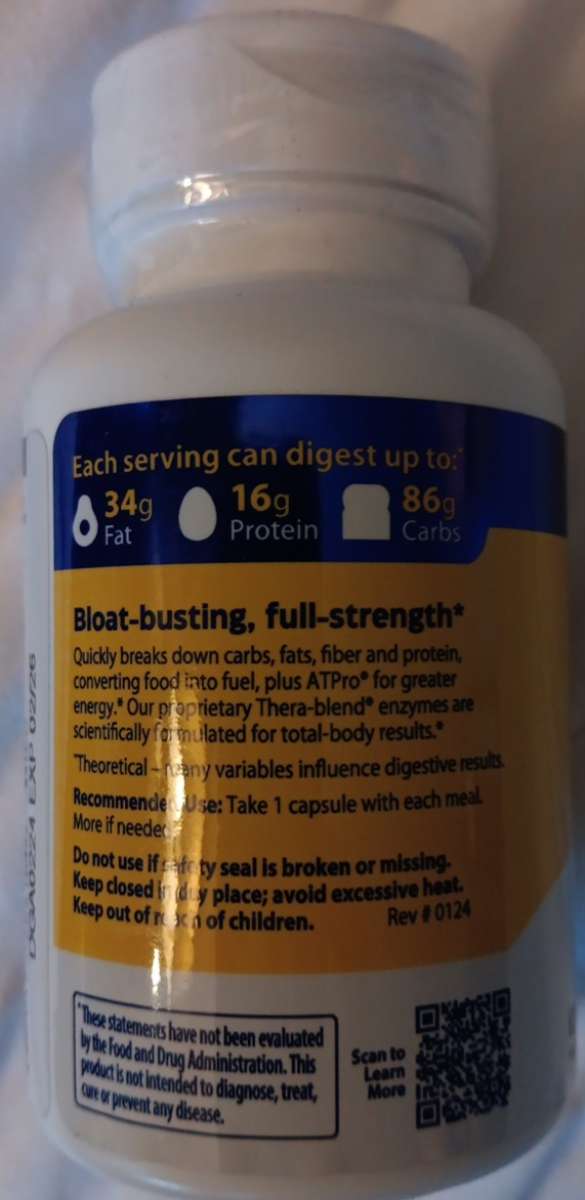 Each serving can digest up to:†
34g
Fat
16g
Protein
86g
Carbs
Bloat-busting, full-strength*
Quickly breaks down carbs, fats, fiber and protein,
converting food into fuel, plus ATPro® for greater
energy.* Our proprietary Thera-blend® enzymes are
scientifically formulated for total-body results.*
†Theoretical – many variables influence digestive results.
Recommended Use: Take 1 capsule with each meal.
More if needed.
Do not use if safety seal is broken or missing.
Keep closed in dry place; avoid excessive heat.
Keep out of reach of children.
Rev # 0124
*These statements have not been evaluated
by the Food and Drug Administration. This
product is not intended to diagnose, treat,
cure or prevent any disease.
Scan to
Learn
More
DGA0224 EXP 02/26